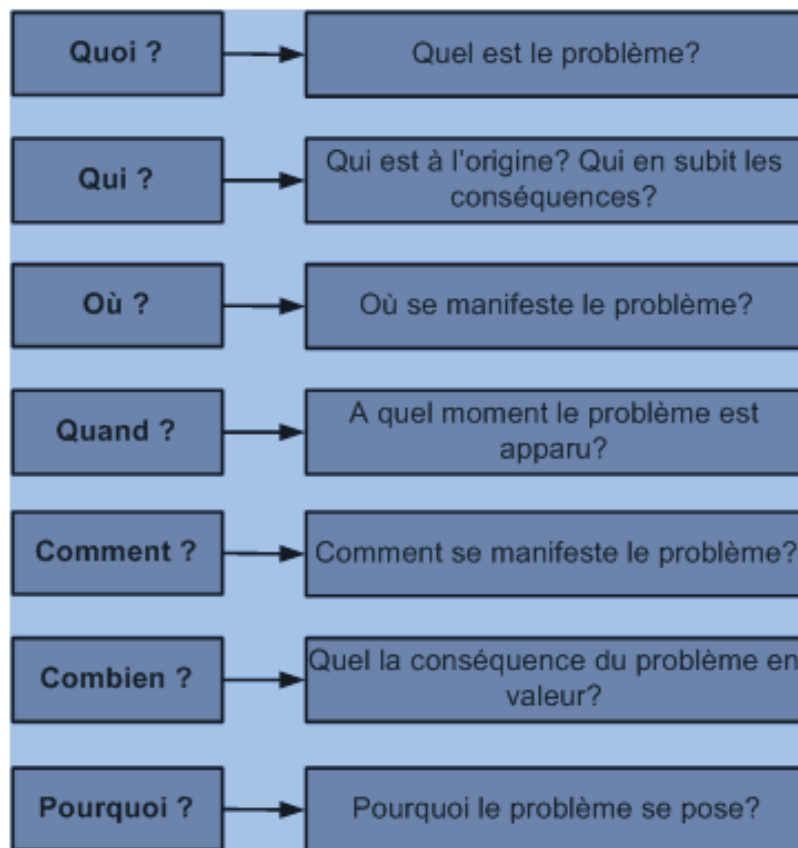 Quoi ?
Quel est le problème?
Qui ?
Qui est à l'origine? Qui en subit les
conséquences?
Où ?
Où se manifeste le problème?
Quand ?
A quel moment le problème est
apparu?
Comment ?
Comment se manifeste le problème?
Combien ?
Quel la conséquence du problème en
valeur?
Pourquoi ?
Pourquoi le problème se pose?